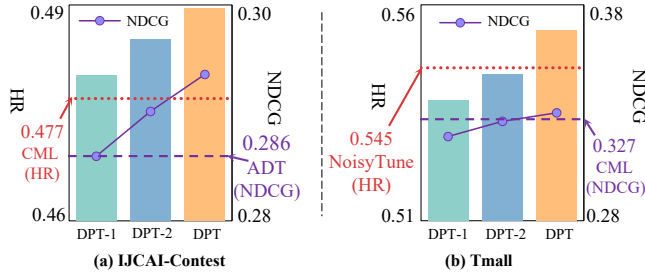 0.49
0.30
NDCG
HR
NDCG
0.477
CML
(HR)
0.286
ADT
(NDCG)
0.46
0.28
DPT-1
DPT-2
DPT
(a) IJCAI-Contest
0.56
0.38
NDCG
HR
NDCG
0.545
NoisyTune
(HR)
0.327
CML
(NDCG)
0.51
0.28
DPT-1
DPT-2
DPT
(b) Tmall